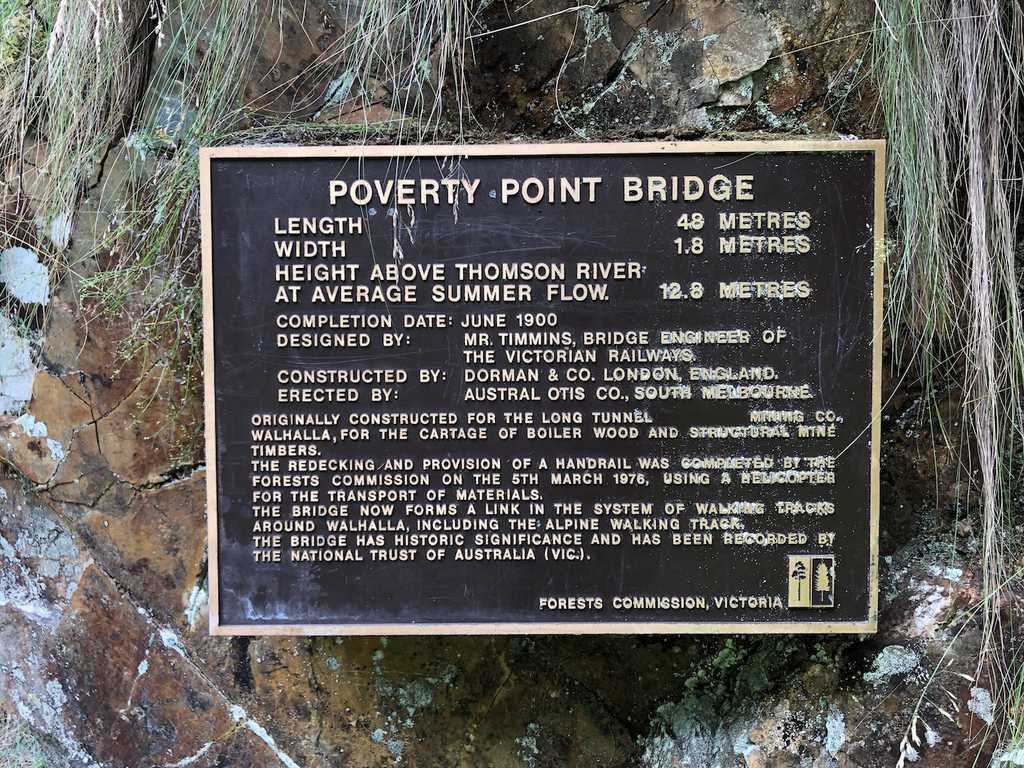 POVERTY POINT BRIDGE
LENGTH 48 METRES
WIDTH 1.8 METRES
HEIGHT ABOVE THOMSON RIVER
AT AVERAGE SUMMER FLOW. 12.8 METRES
COMPLETION DATE: JUNE 1900
DESIGNED BY: MR. TIMMINS, BRIDGE ENGINEER OF
THE VICTORIAN RAILWAYS.
CONSTRUCTED BY: DORMAN & CO. LONDON, ENGLAND.
ERECTED BY: AUSTRAL OTIS CO., SOUTH MELBOURNE.
ORIGINALLY CONSTRUCTED FOR THE LONG TUNNEL MINING CO.
WALHALLA, FOR THE CARTAGE OF BOILER WOOD AND STRUCTURAL MINE
TIMBERS.
THE REDECKING AND PROVISION OF A HANDRAIL WAS COMPLETED BY THE
FORESTS COMMISSION ON THE 5TH MARCH 1976, USING A HELICOPTER
FOR THE TRANSPORT OF MATERIALS.
THE BRIDGE NOW FORMS A LINK IN THE SYSTEM OF WALKING TRACKS
AROUND WALHALLA, INCLUDING THE ALPINE WALKING TRACK.
THE BRIDGE HAS HISTORIC SIGNIFICANCE AND HAS BEEN RECORDED BY
THE NATIONAL TRUST OF AUSTRALIA (VIC.).
FORESTS COMMISSION, VICTORIA